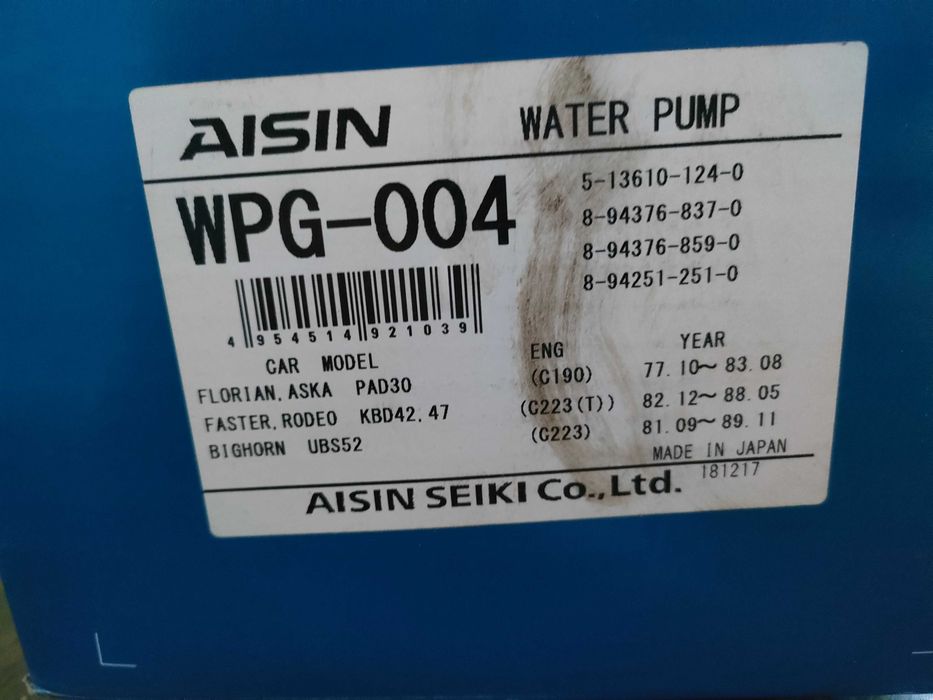 AISIN
WATER PUMP
WPG-004
5-13610-124-0
8-94376-837-0
8-94376-859-0
8-94251-251-0
4 954514 921039
CAR MODEL
ENG
YEAR
FLORIAN, ASKA PAD30 (C190) 77. 10~ 83. 08
FASTER, RODEO KBD42, 47 (C223(T)) 82. 12~ 88. 05
BIGHORN UBS52 (C223) 81. 09~ 89. 11
MADE IN JAPAN
181217
AISIN SEIKI Co., Ltd.